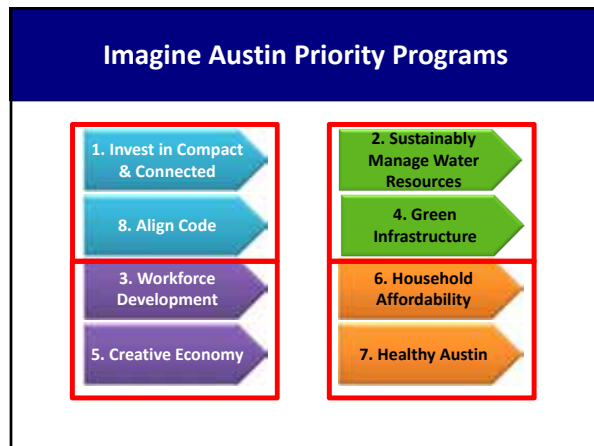 Imagine Austin Priority Programs
1. Invest in Compact
& Connected
8. Align Code
3. Workforce
Development
5. Creative Economy
2. Sustainably
Manage Water
Resources
4. Green
Infrastructure
6. Household
Affordability
7. Healthy Austin